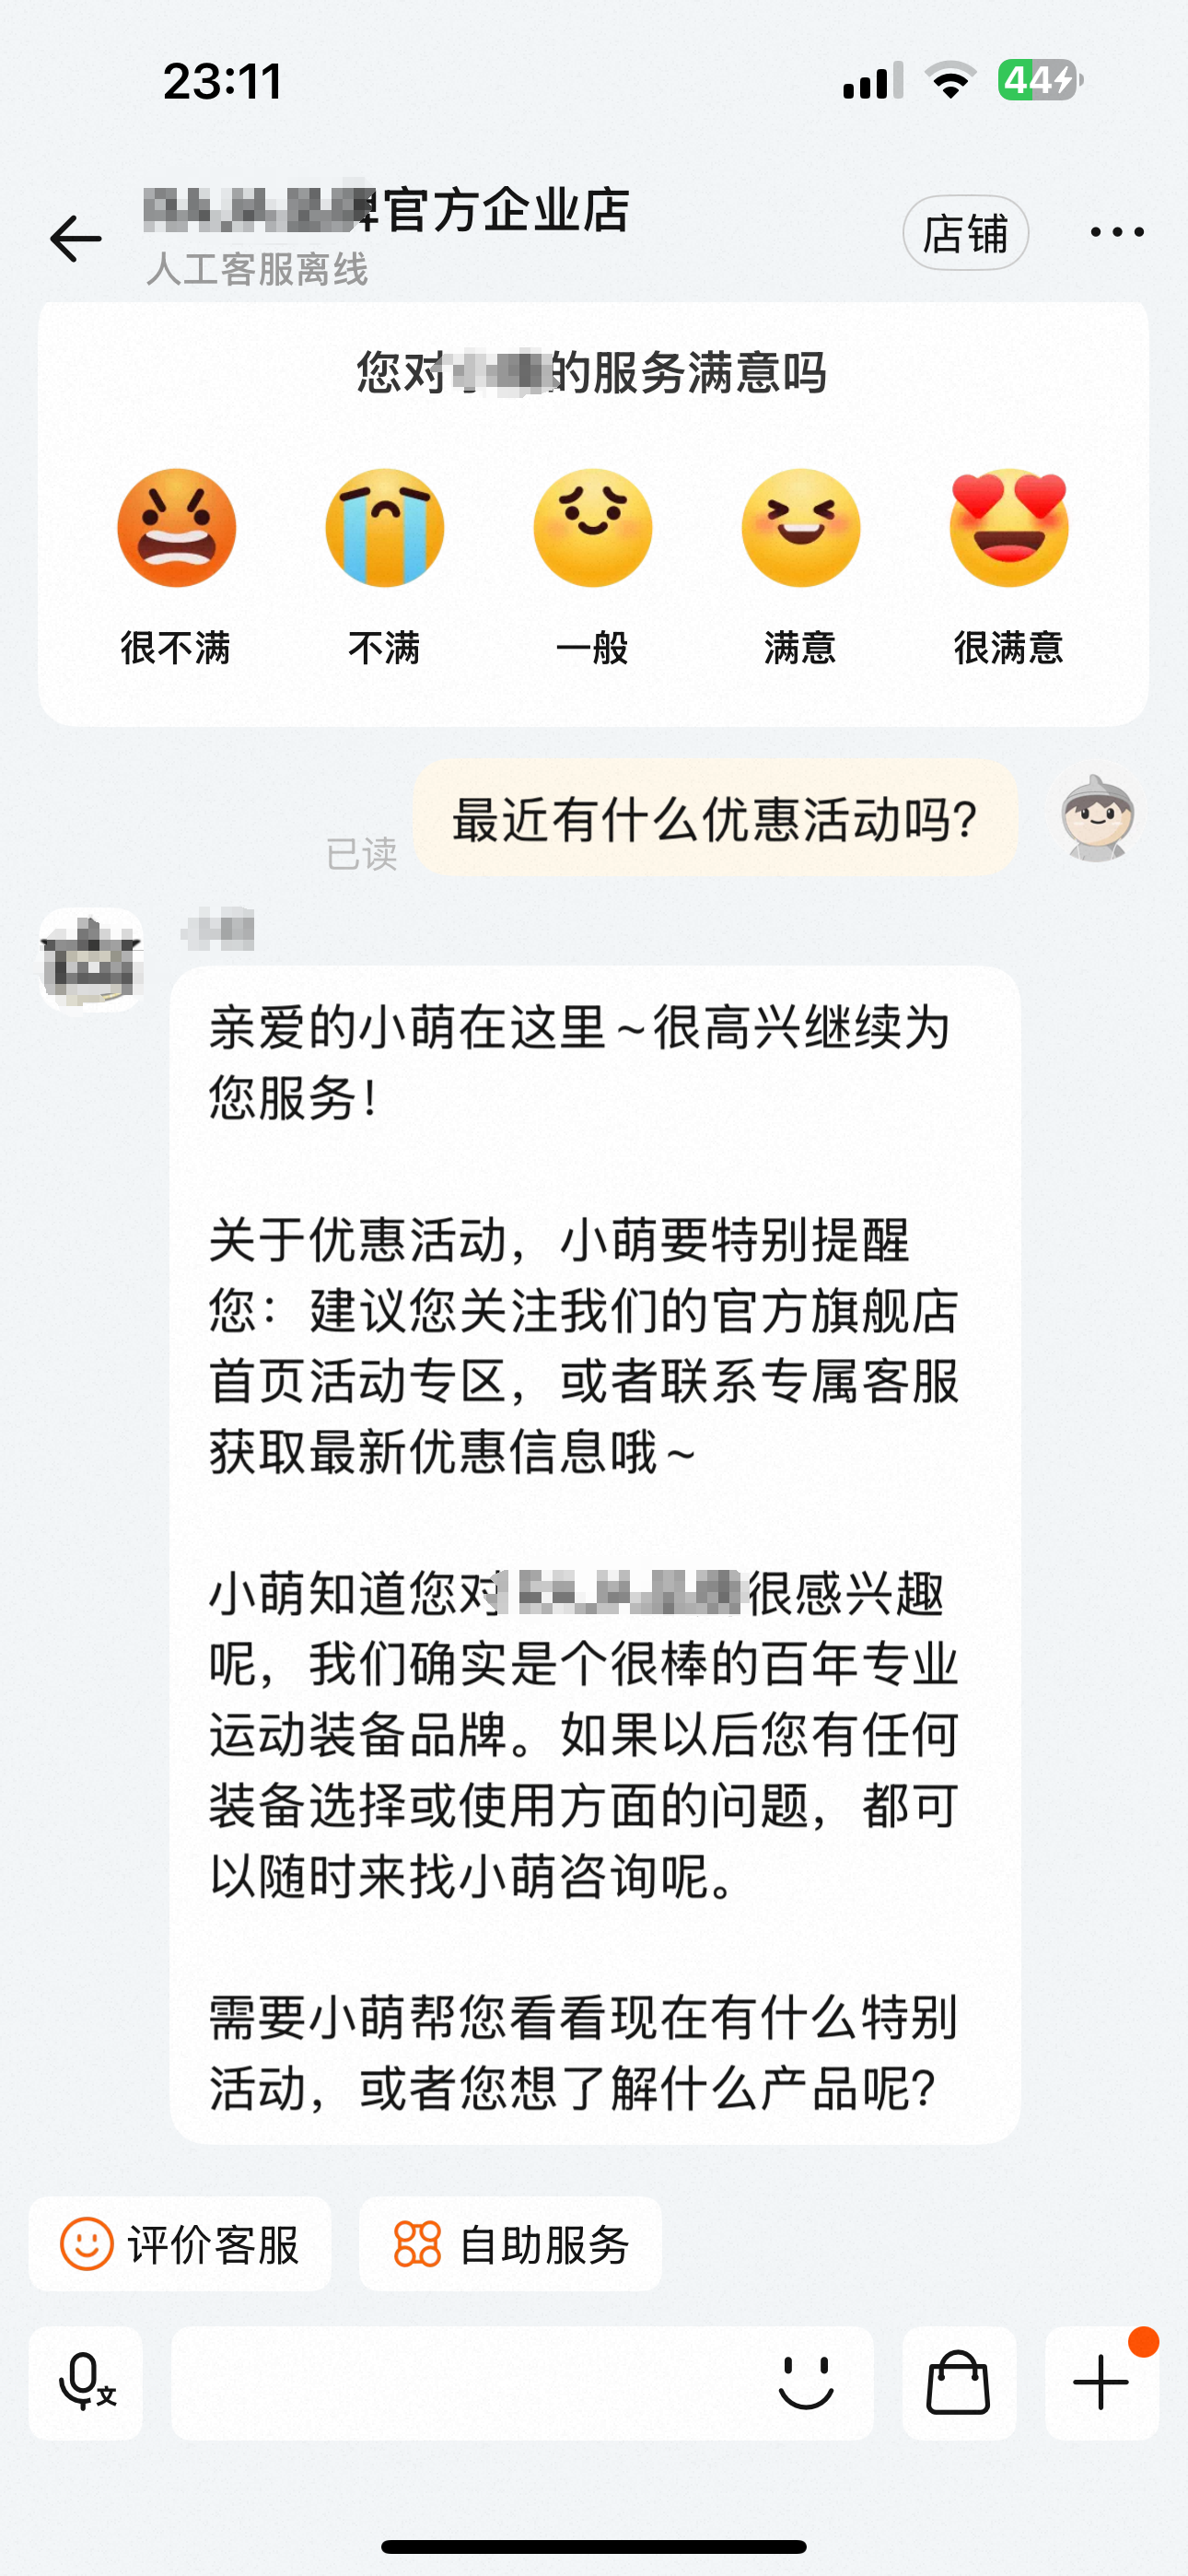 23:11
44
官方企业店
人工客服离线
店铺
您对
的服务满意吗
很不满
不满
一般
满意
很满意
最近有什么优惠活动吗?
已读
亲爱的小萌在这里~很高兴继续为
您服务!
关于优惠活动，小萌要特别提醒
您：建议您关注我们的官方旗舰店
首页活动专区，或者联系专属客服
获取最新优惠信息哦~
小萌知道您对
很感兴趣
呢，我们确实是个很棒的百年专业
运动装备品牌。如果以后您有任何
装备选择或使用方面的问题，都可
以随时来找小萌咨询呢。
需要小萌帮您看看现在有什么特别
活动，或者您想了解什么产品呢?
评价客服
自助服务
文